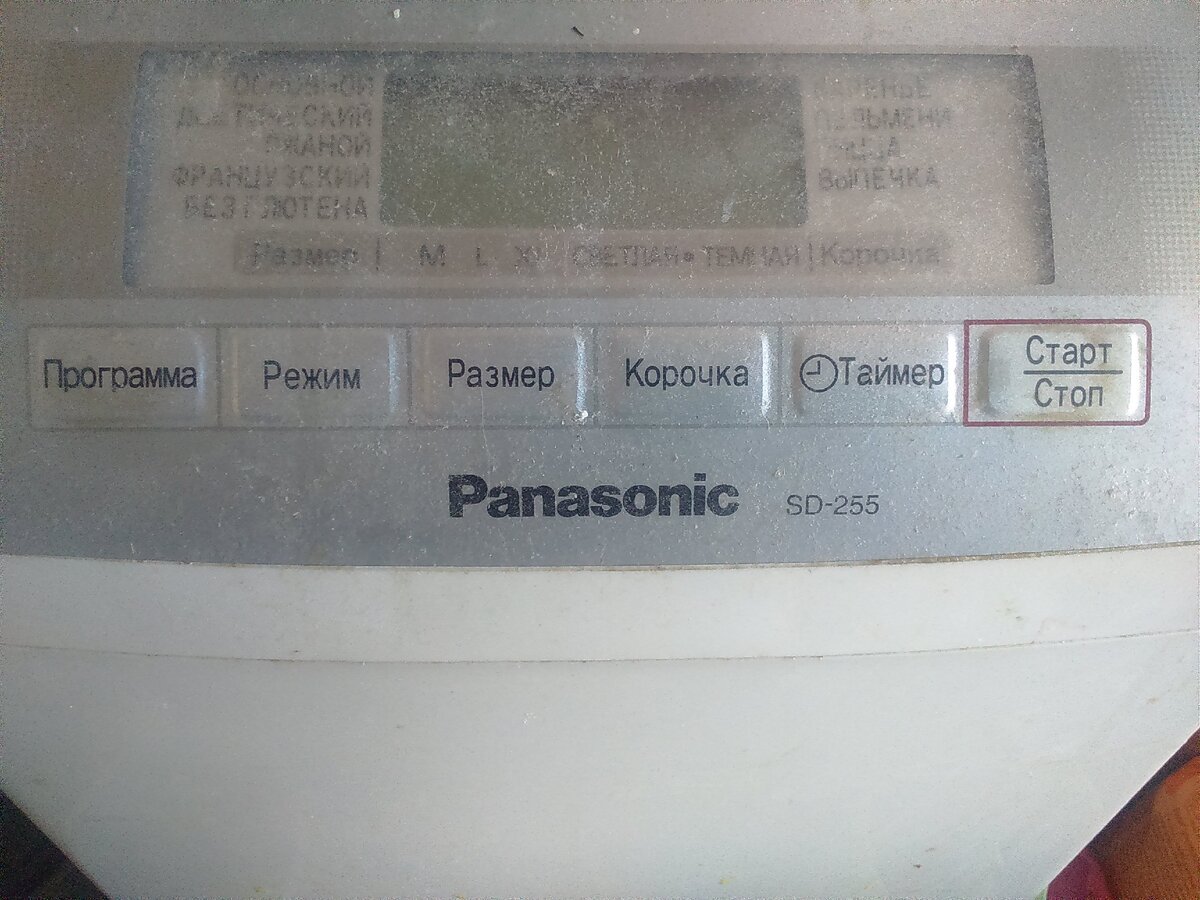 ОСНОВНОЙ
ДИЕТИЧЕСКИЙ
РЖАНОЙ
ФРАНЦУЗСКИЙ
БЕЗ ГЛЮТЕНА
ВАРЕНЬЕ
ПЕЛЬМЕНИ
ПИЦЦА
ВЫПЕЧКА
Размер | M L XL СВЕТЛАЯ • ТЕМНАЯ | Корочка
Программа Режим Размер Корочка Таймер Старт
Стоп
Panasonic SD-255